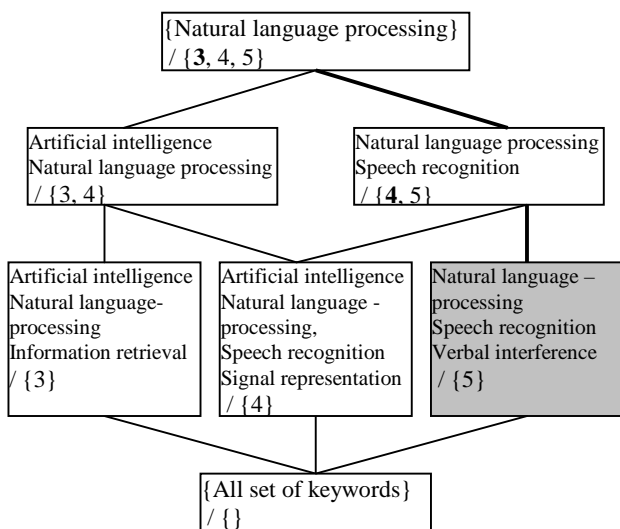 {Natural language processing}
/ {3, 4, 5}
Artificial intelligence
Natural language processing
/ {3, 4}
Natural language processing
Speech recognition
/ {4, 5}
Artificial intelligence
Natural language-
processing
Information retrieval
/ {3}
Artificial intelligence
Natural language -
processing,
Speech recognition
Signal representation
/ {4}
Natural language –
processing
Speech recognition
Verbal interference
/ {5}
{All set of keywords}
/ {}